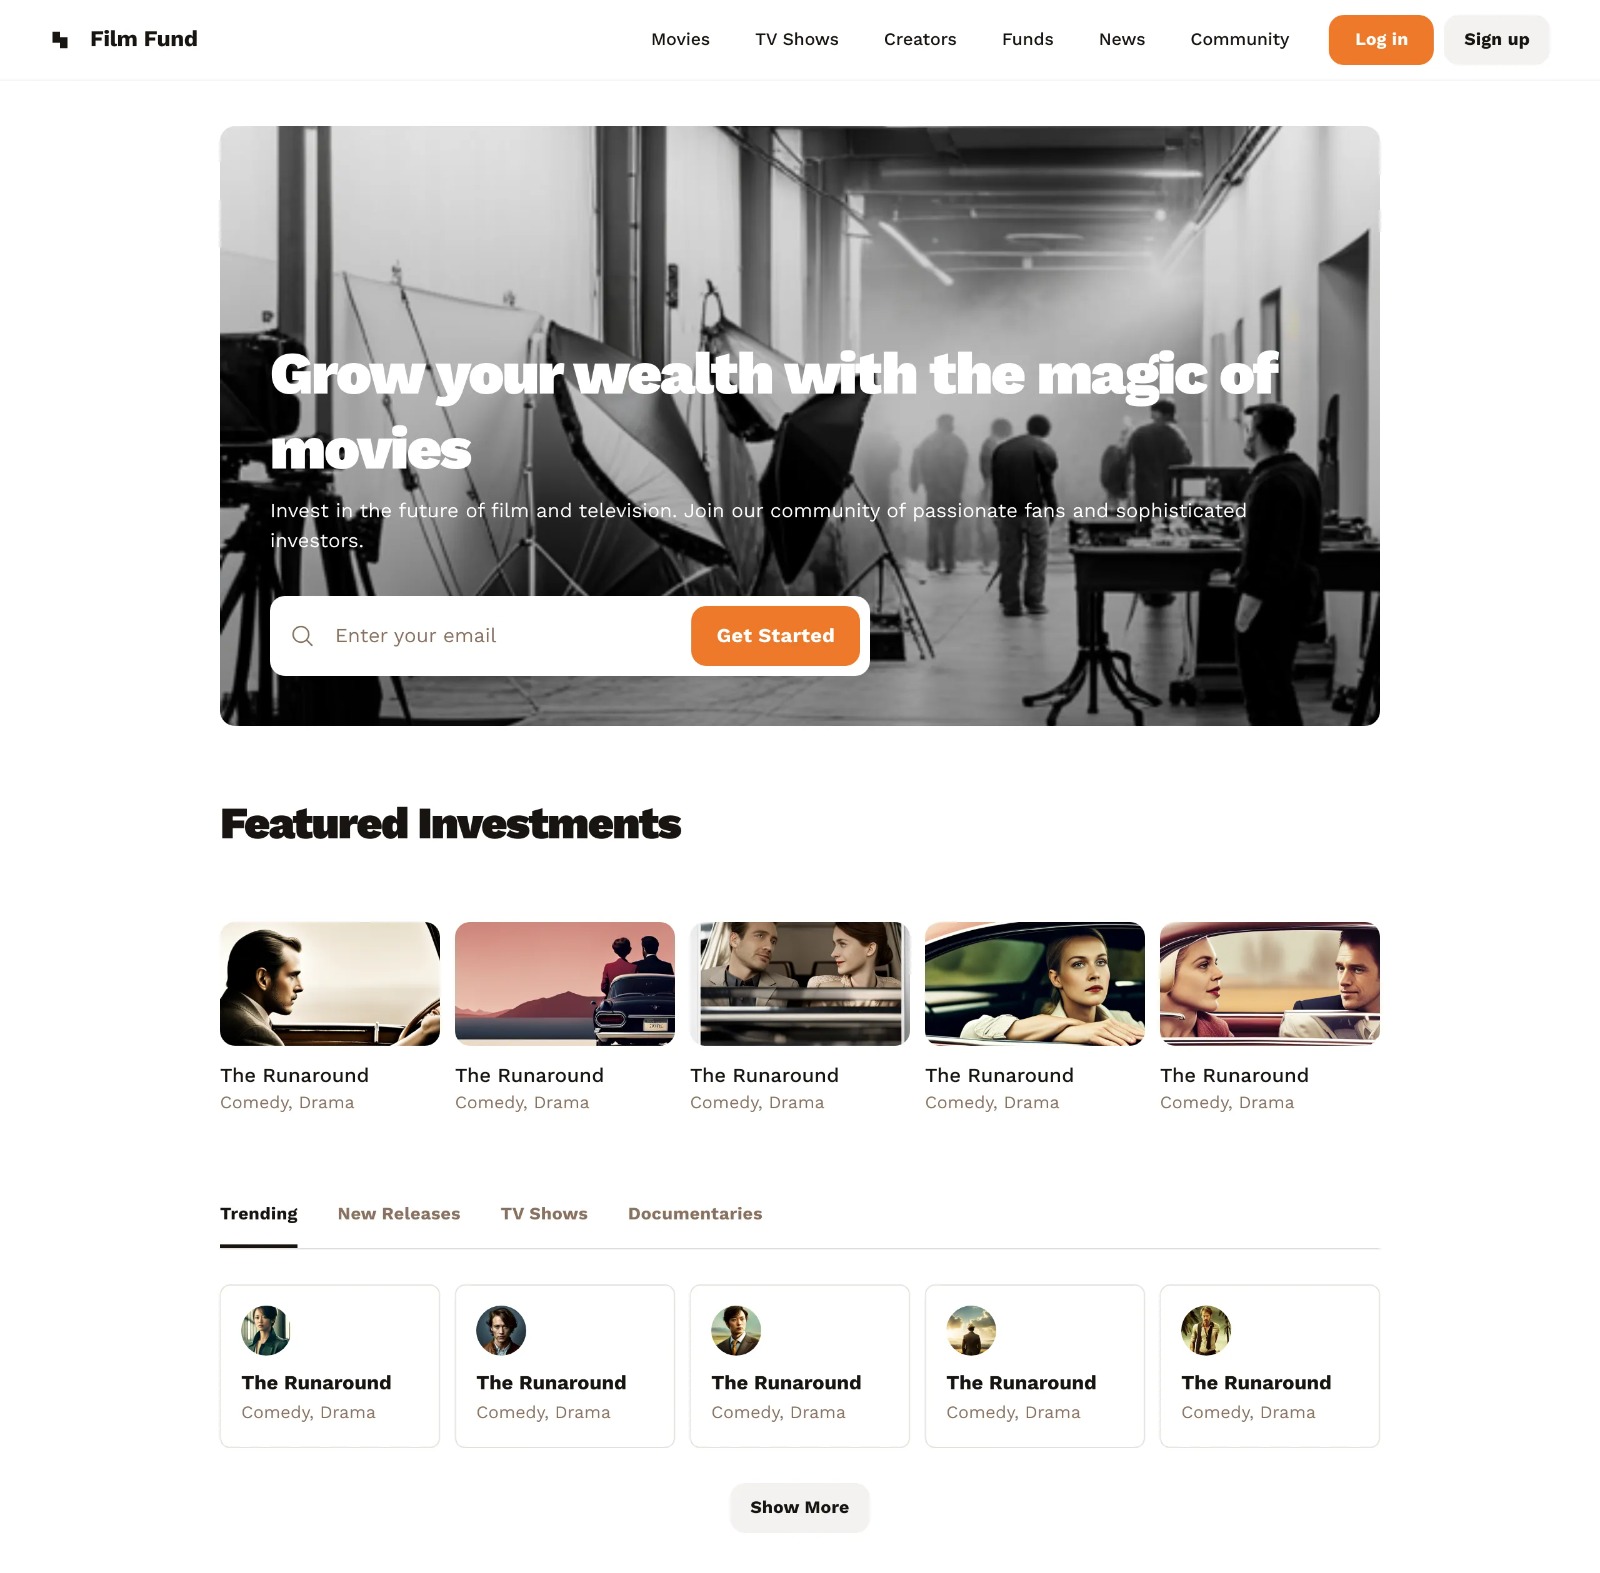 Film Fund
Movies
TV Shows
Creators
Funds
News
Community
Log in
Sign up
Grow your wealth with the magic of
movies
Invest in the future of film and television. Join our community of passionate fans and sophisticated
investors.
Enter your email
Get Started
Featured Investments
The Runaround
Comedy, Drama
The Runaround
Comedy, Drama
The Runaround
Comedy, Drama
The Runaround
Comedy, Drama
The Runaround
Comedy, Drama
Trending
New Releases
TV Shows
Documentaries
The Runaround
Comedy, Drama
The Runaround
Comedy, Drama
The Runaround
Comedy, Drama
The Runaround
Comedy, Drama
The Runaround
Comedy, Drama
Show More